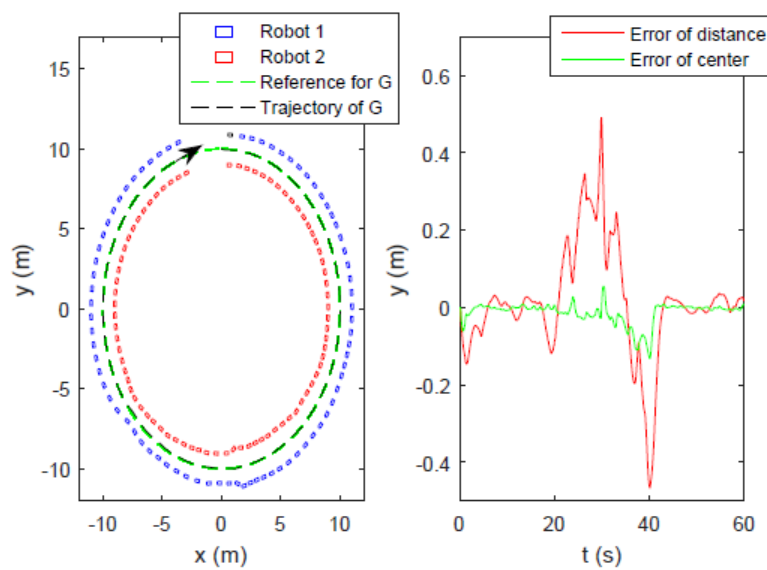 Robot 1
Robot 2
Reference for G
Trajectory of G
15
10
5
0
-5
-10
y (m)
-10 -5 0 5 10
x (m)
Error of distance
Error of center
0.6
0.4
0.2
0
-0.2
-0.4
y (m)
0 20 40 60
t (s)